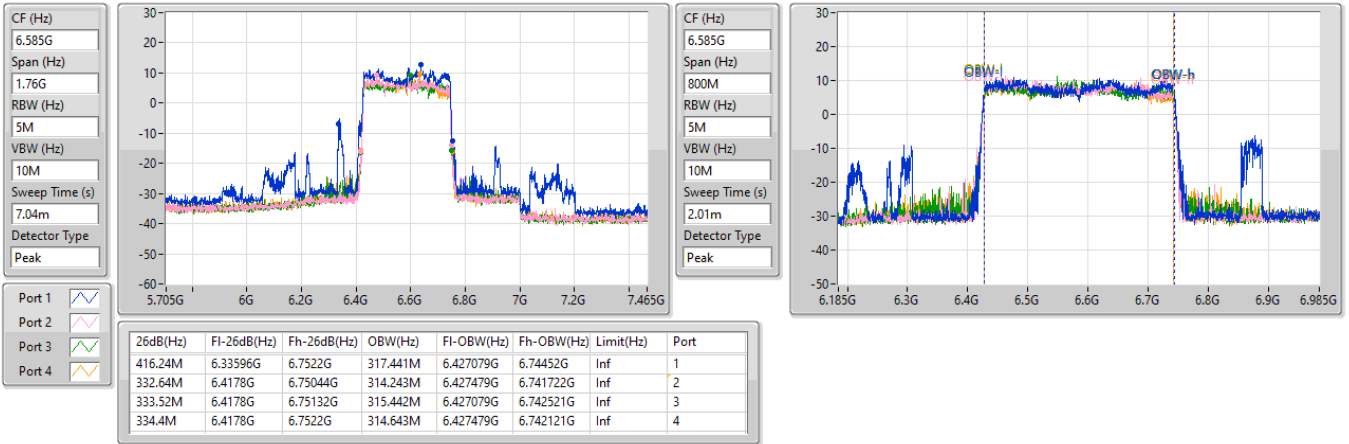 CF (Hz)
6.585G
Span (Hz)
1.76G
RBW (Hz)
5M
VBW (Hz)
10M
Sweep Time (s)
7.04m
Detector Type
Peak
30-
20-
10-
0-
-10-
-20-
-30-
-40-
-50-
-60-
5.705G 6G 6.2G 6.4G 6.6G 6.8G 7G 7.2G 7.465G
CF (Hz)
6.585G
Span (Hz)
800M
RBW (Hz)
5M
VBW (Hz)
10M
Sweep Time (s)
2.01m
Detector Type
Peak
30-
20-
10-
0-
-10-
-20-
-30-
-40-
-50-
OBW-l OBW-h
6.185G 6.3G 6.4G 6.5G 6.6G 6.7G 6.8G 6.9G 6.985G
Port 1
Port 2
Port 3
Port 4
26dB(Hz) Fl-26dB(Hz) Fh-26dB(Hz) OBW(Hz) Fl-OBW(Hz) Fh-OBW(Hz) Limit(Hz) Port
416.24M 6.33596G 6.7522G 317.441M 6.427079G 6.74452G Inf 1
332.64M 6.4178G 6.75044G 314.243M 6.427479G 6.741722G Inf 2
333.52M 6.4178G 6.75132G 315.442M 6.427079G 6.742521G Inf 3
334.4M 6.4178G 6.7522G 314.643M 6.427479G 6.742121G Inf 4